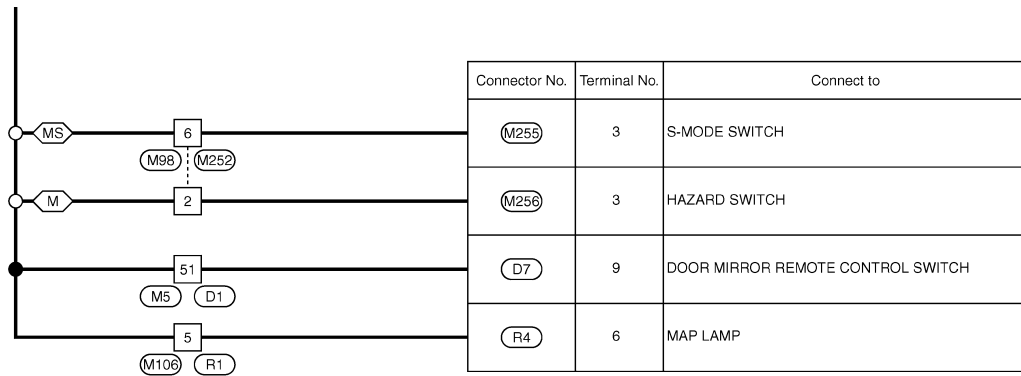 Connector No. Terminal No. Connect to
MS 6 M255 3 S-MODE SWITCH
M98 M252
M 2 M256 3 HAZARD SWITCH
51 D7 9 DOOR MIRROR REMOTE CONTROL SWITCH
M5 D1
5 R4 6 MAP LAMP
M106 R1